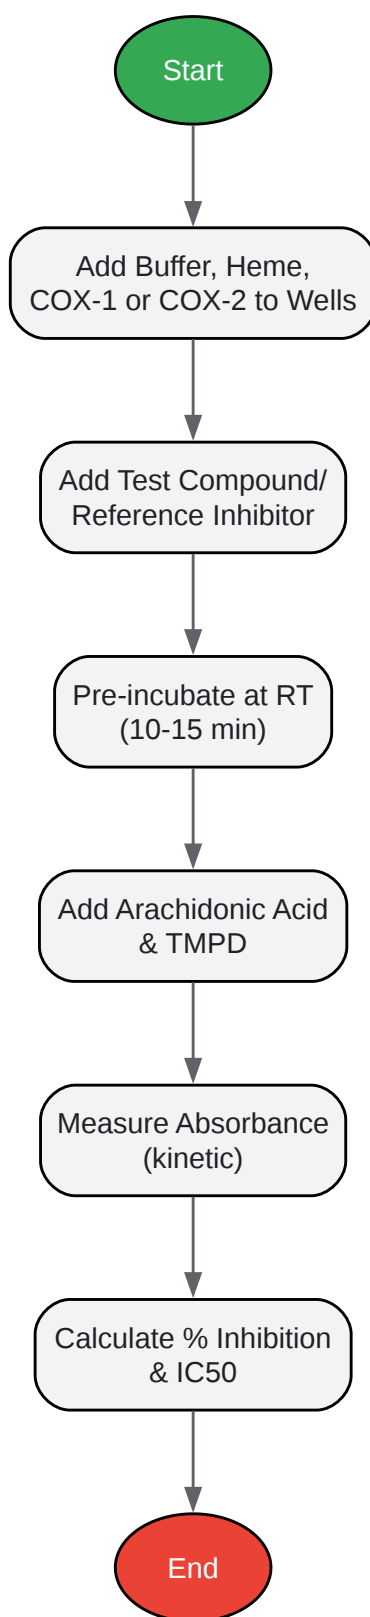 Start
Add Buffer, Heme,
COX-1 or COX-2 to Wells
Add Test Compound/
Reference Inhibitor
Pre-incubate at RT
(10-15 min)
Add Arachidonic Acid
& TMPD
Measure Absorbance
(kinetic)
Calculate % Inhibition
& IC50
End